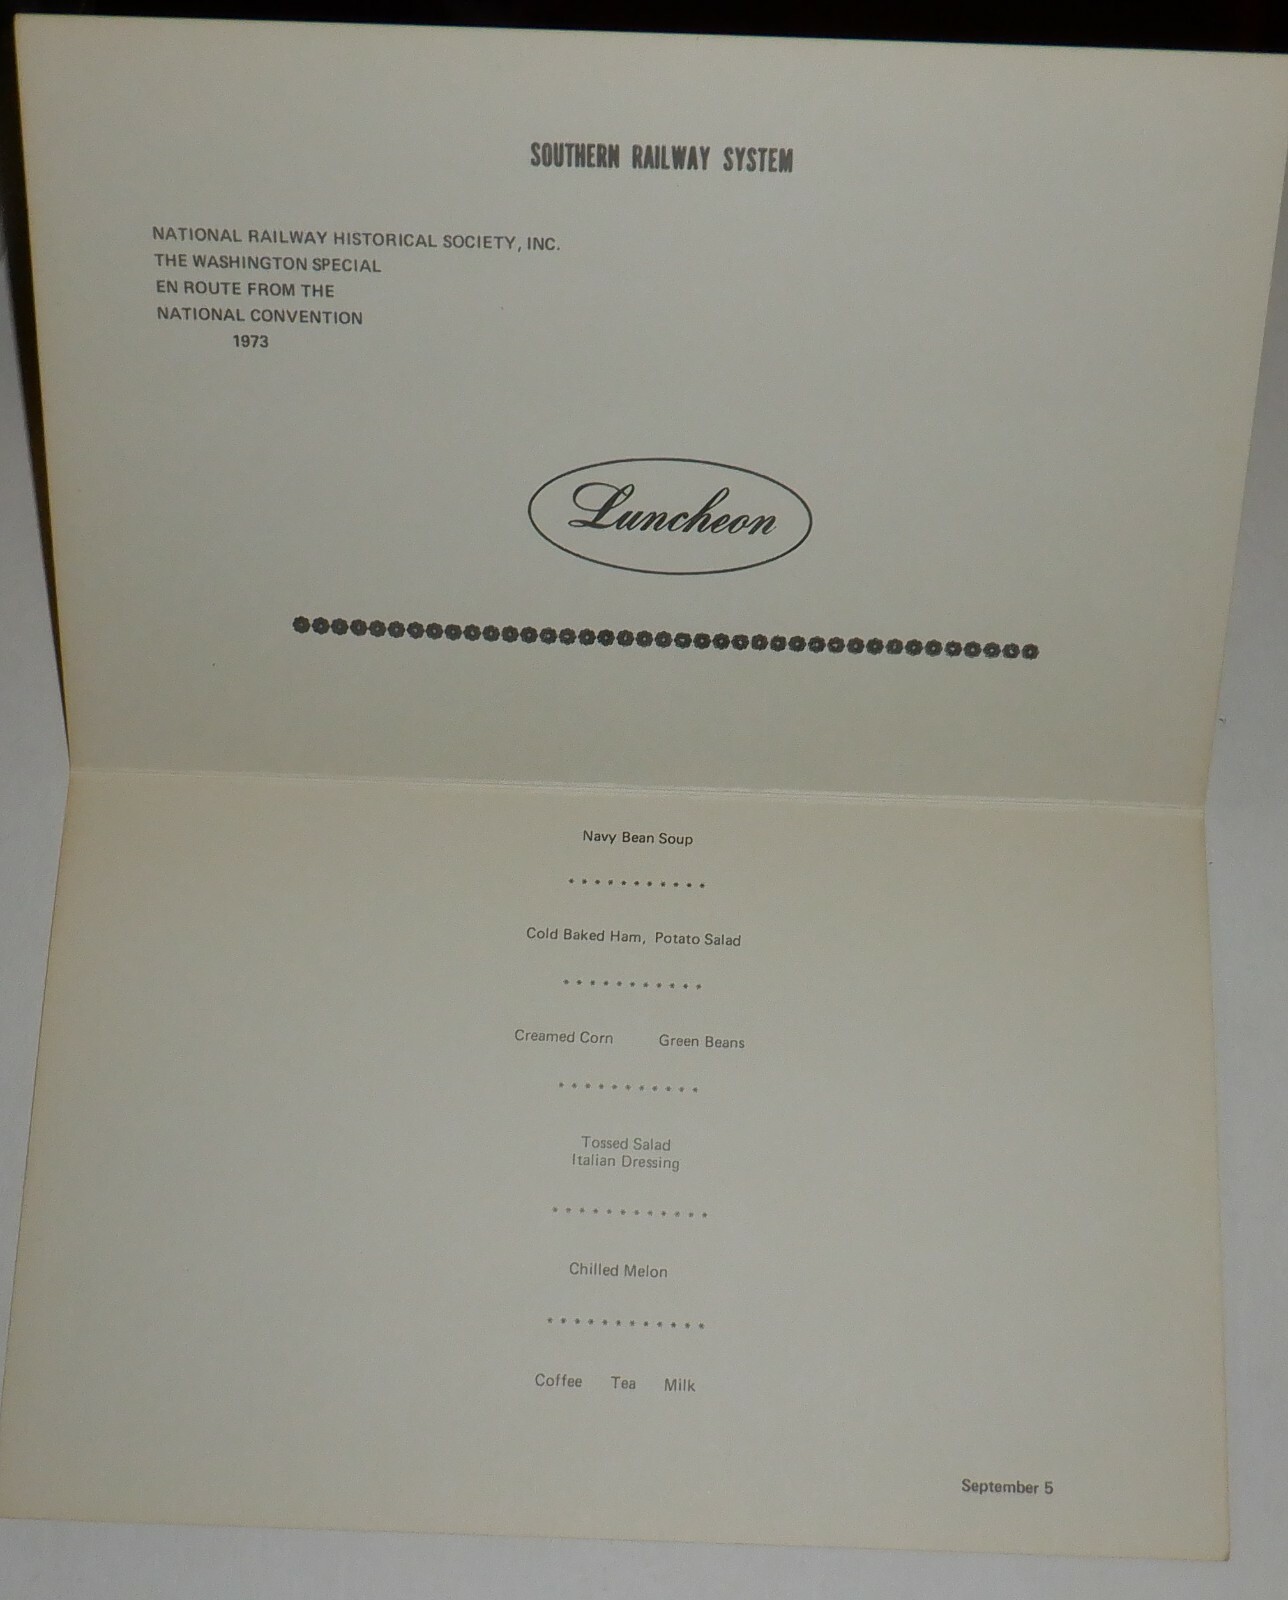 SOUTHERN RAILWAY SYSTEM
NATIONAL RAILWAY HISTORICAL SOCIETY, INC.
THE WASHINGTON SPECIAL
EN ROUTE FROM THE
NATIONAL CONVENTION
1973
Luncheon
Navy Bean Soup
Cold Baked Ham, Potato Salad
Creamed Corn Green Beans
Tossed Salad
Italian Dressing
Chilled Melon
Coffee Tea Milk
September 5